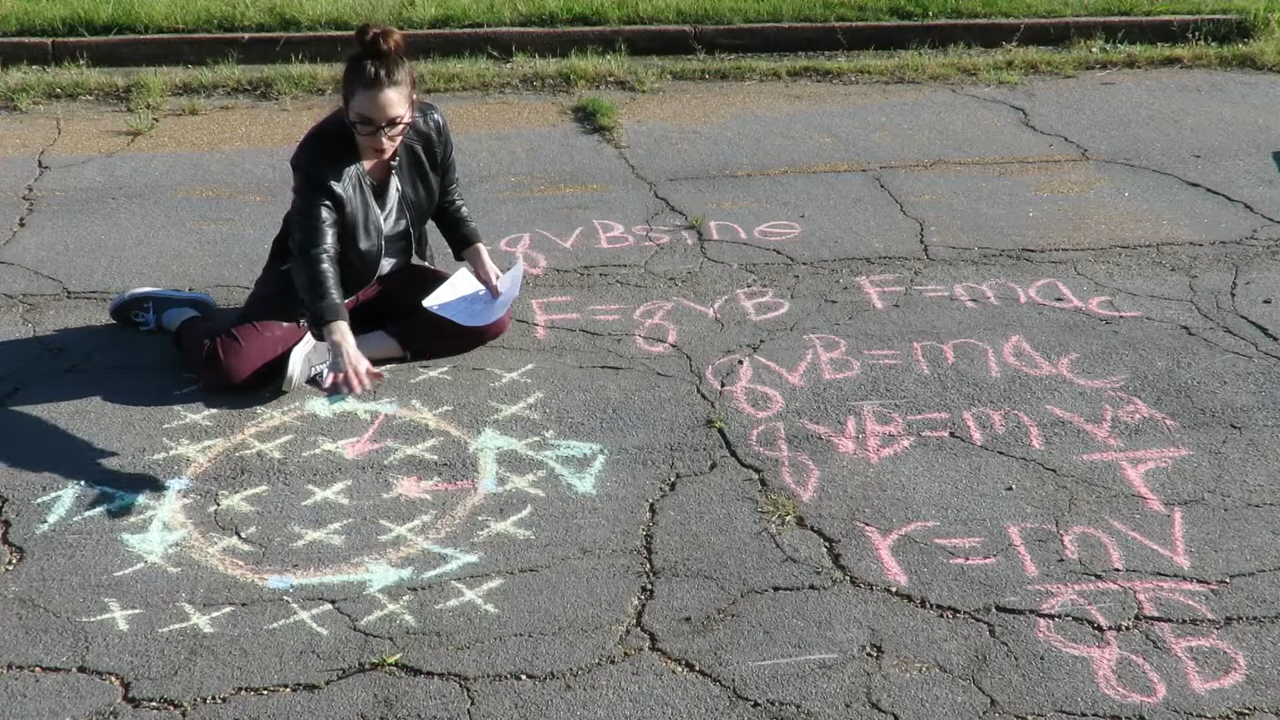 qvBsinθ
F=qvB F=mac
qvB=mac
qvB=mv²/r
r=mv/qB
v
v
v
v